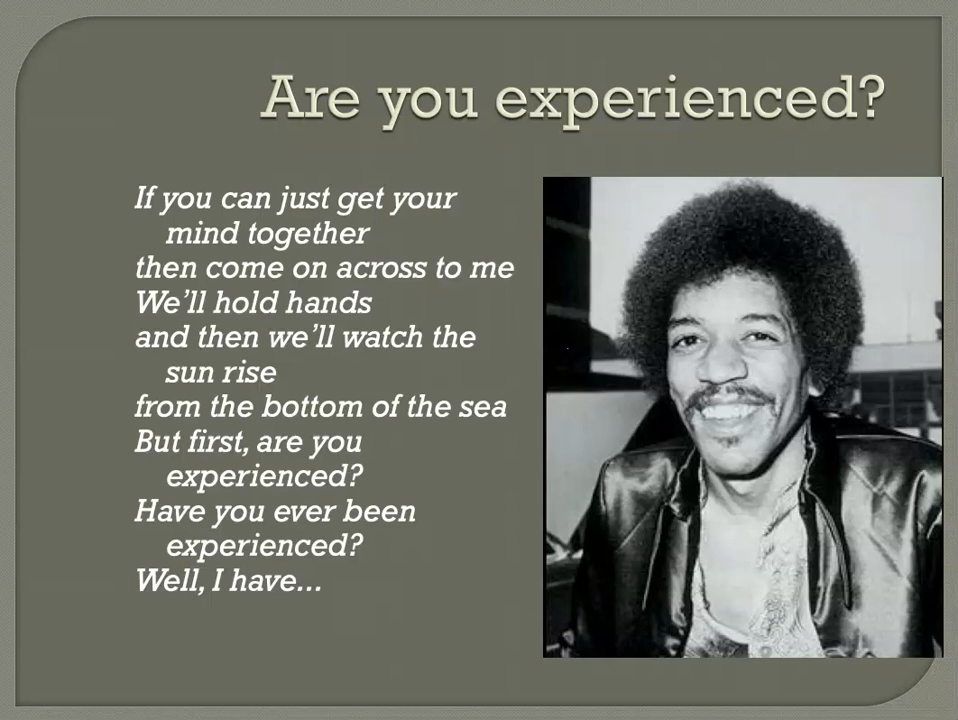 Are you experienced?
If you can just get your
mind together
then come on across to me
We’ll hold hands
and then we’ll watch the
sun rise
from the bottom of the sea
But first, are you
experienced?
Have you ever been
experienced?
Well, I have...